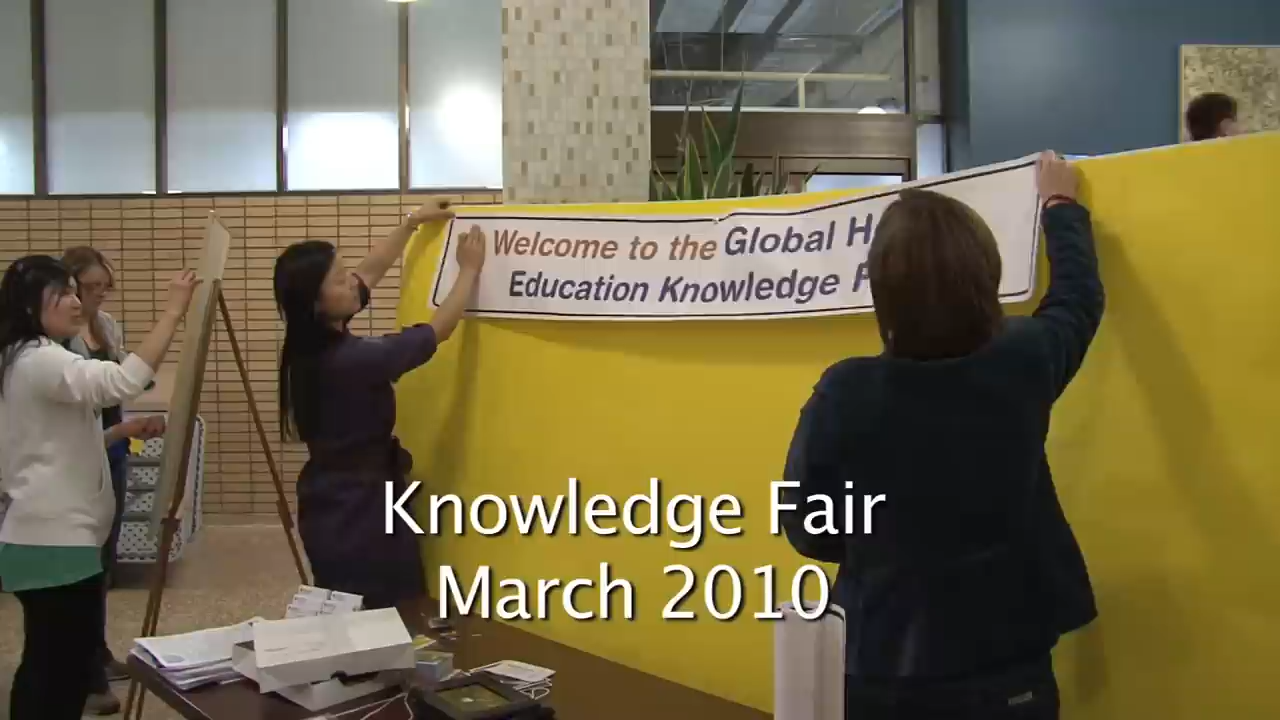 Welcome to the Global
Education Knowledge
Knowledge Fair
March 2010